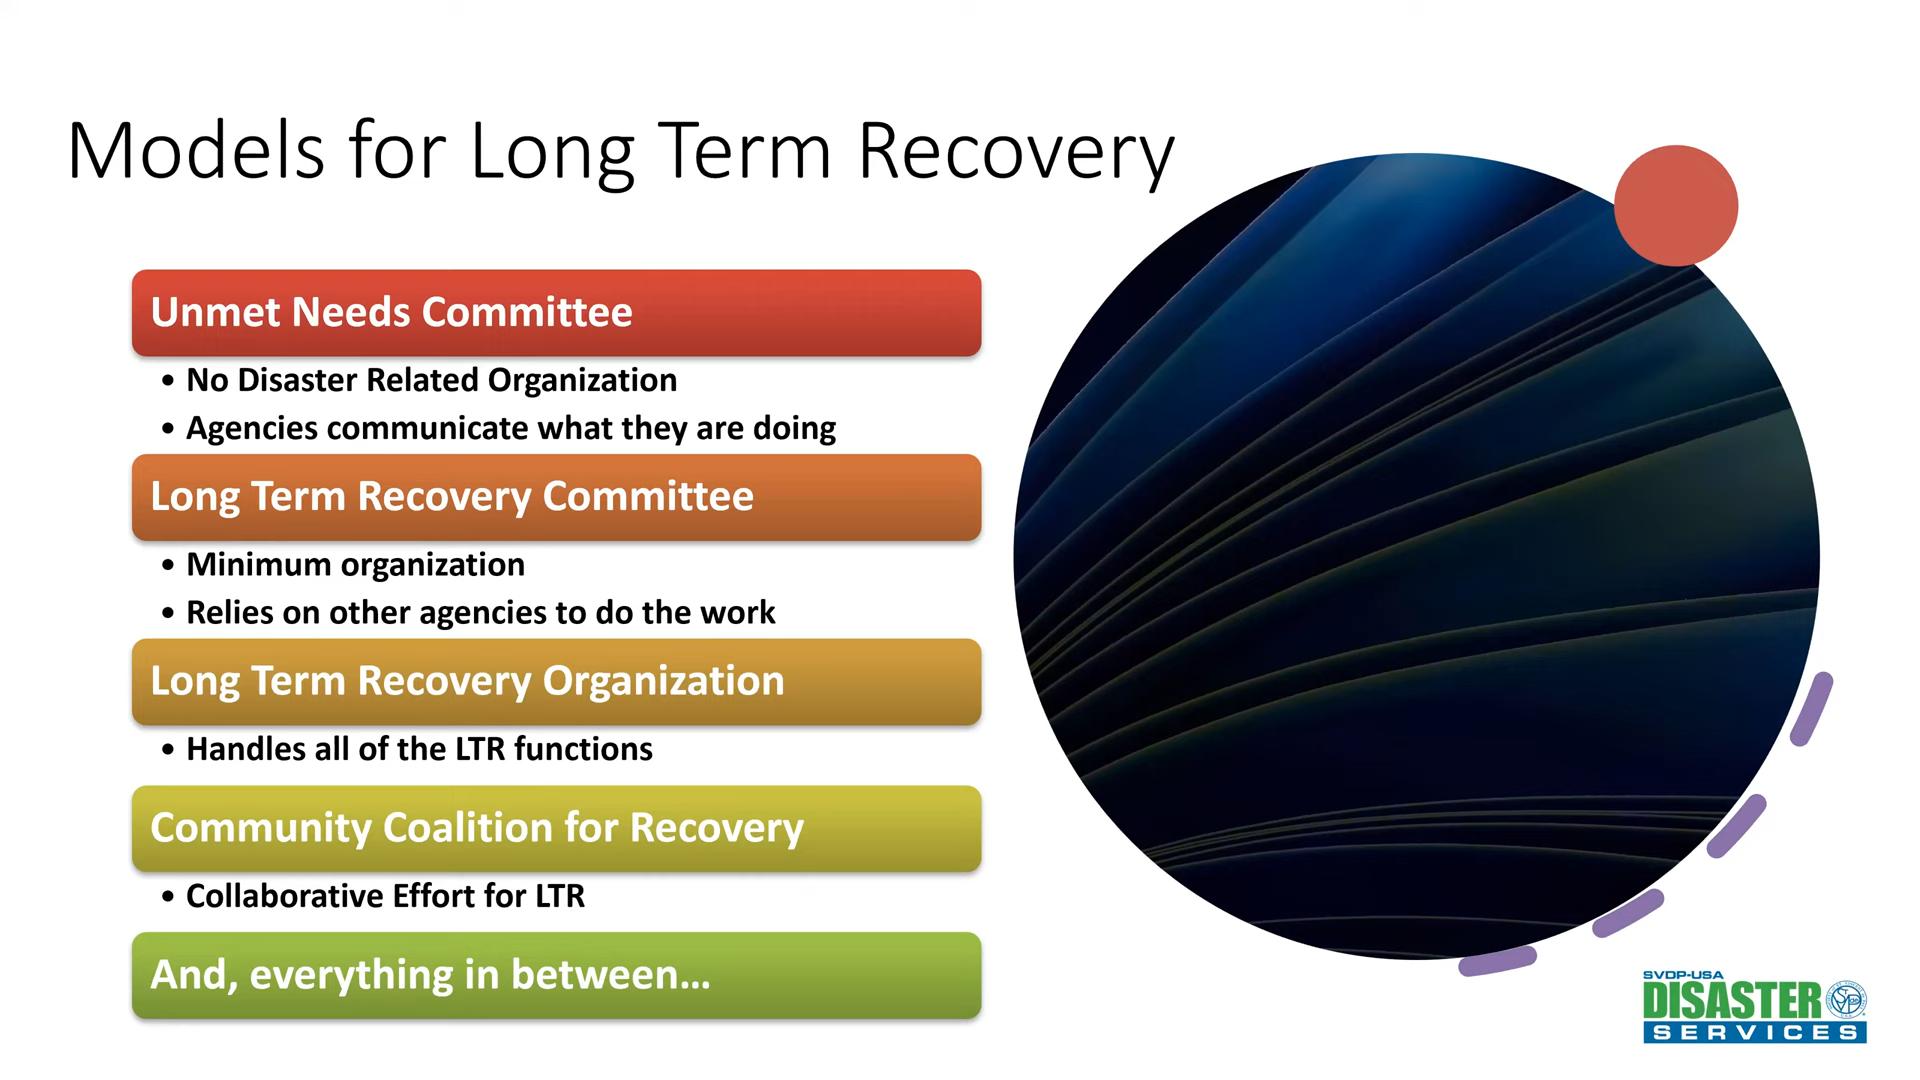 Models for Long Term Recovery
Unmet Needs Committee
• No Disaster Related Organization
• Agencies communicate what they are doing
Long Term Recovery Committee
• Minimum organization
• Relies on other agencies to do the work
Long Term Recovery Organization
• Handles all of the LTR functions
Community Coalition for Recovery
• Collaborative Effort for LTR
And, everything in between…
SVDP-USA
DISASTER
SERVICES